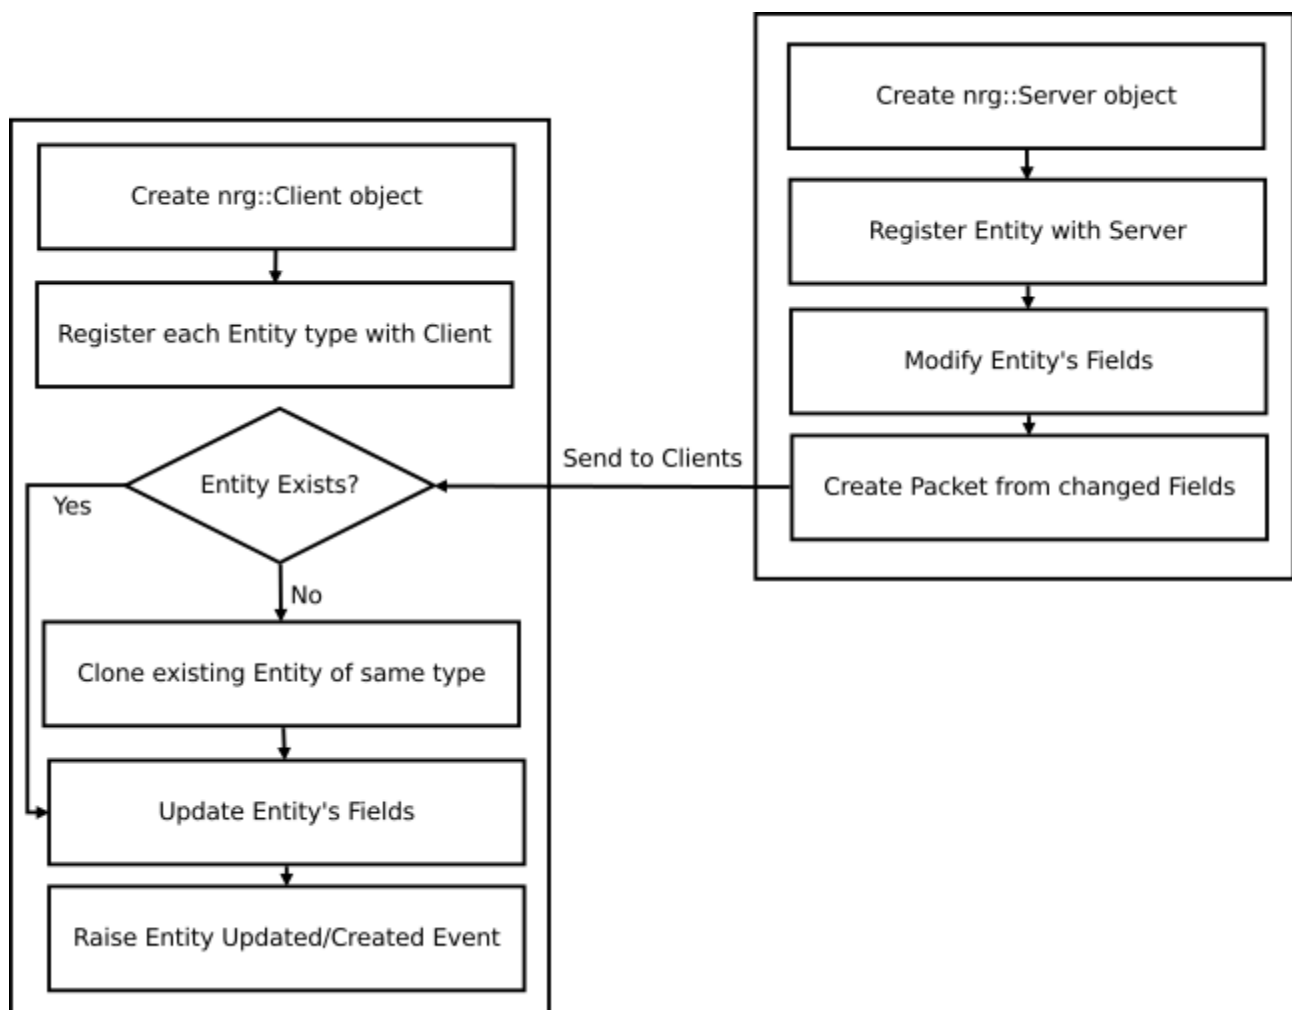 Create nrg::Server object
Register Entity with Server
Modify Entity's Fields
Create Packet from changed Fields
Send to Clients
Create nrg::Client object
Register each Entity type with Client
Entity Exists?
Yes
No
Clone existing Entity of same type
Update Entity's Fields
Raise Entity Updated/Created Event